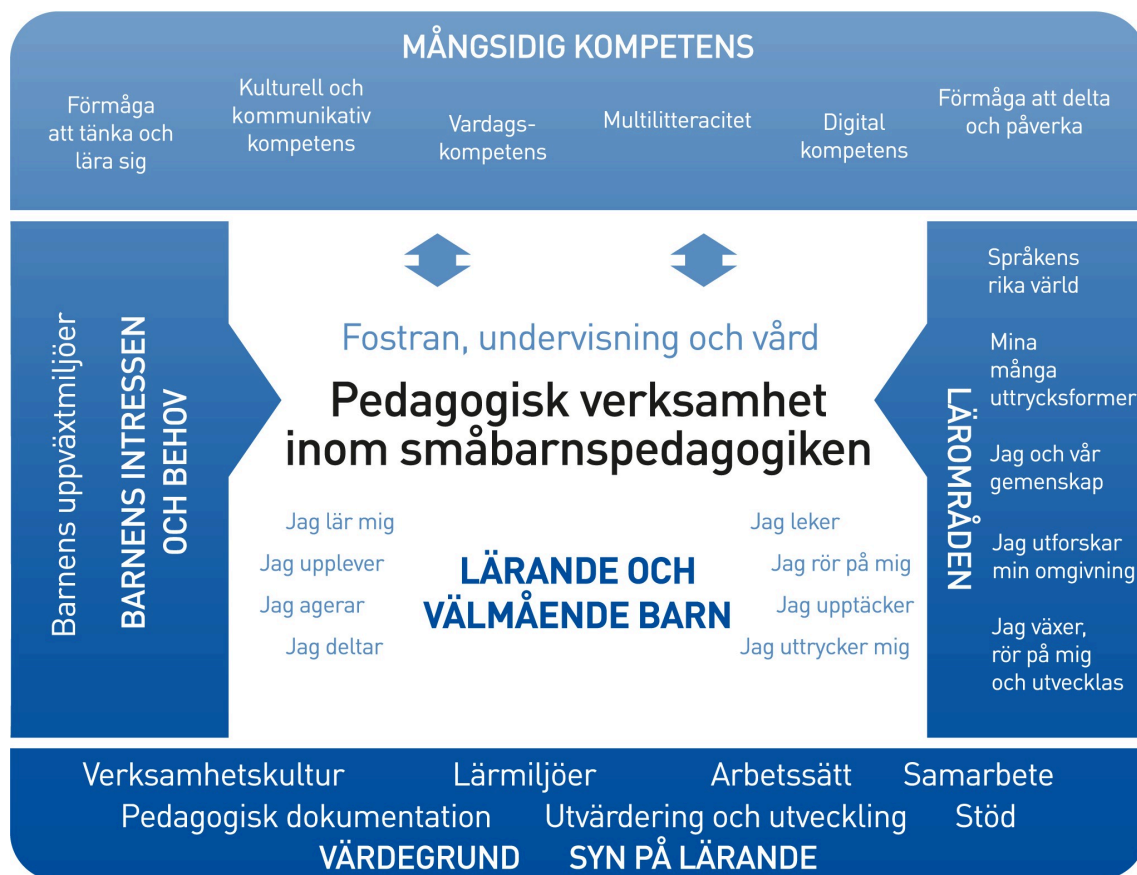 MÅNGSIDIG KOMPETENS
Förmåga
att tänka och
lära sig
Kulturell och
kommunikativ
kompetens
Vardags-
kompetens
Multilitteracitet
Digital
kompetens
Förmåga att delta
och påverka
Barnens uppväxtmiljöer
BARNENS INTRESSEN
OCH BEHOV
Fostran, undervisning och vård
Pedagogisk verksamhet
inom småbarnspedagogiken
Jag lär mig
Jag upplever
Jag agerar
Jag deltar
LÄRANDE OCH
VÄLMÅENDE BARN
Jag leker
Jag rör på mig
Jag upptäcker
Jag uttrycker mig
LÄROMRÅDEN
Språkens
rika värld
Mina
många
uttrycksformer
Jag och vår
gemenskap
Jag utforskar
min omgivning
Jag växer,
rör på mig
och utvecklas
Verksamhetskultur Lärmiljöer Arbetssätt Samarbete
Pedagogisk dokumentation Utvärdering och utveckling Stöd
VÄRDEGRUND SYN PÅ LÄRANDE